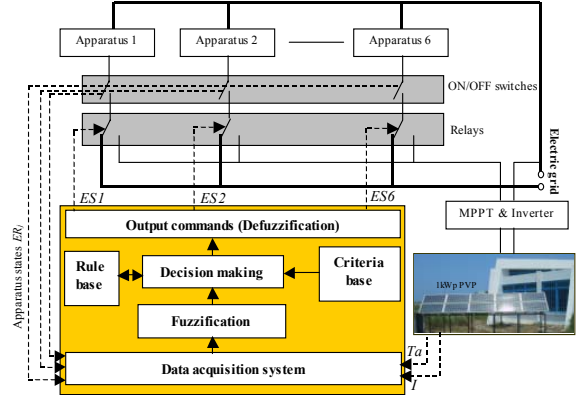 Apparatus 1
Apparatus 2
Apparatus 6
ON/OFF switches
Relays
Electric grid
ES1
ES2
ES6
MPPT & Inverter
Output commands (Defuzzification)
Rule
base
Decision making
Criteria
base
1kWp PVP
Fuzzification
Apparatus states ERj
Data acquisition system
Ta
I